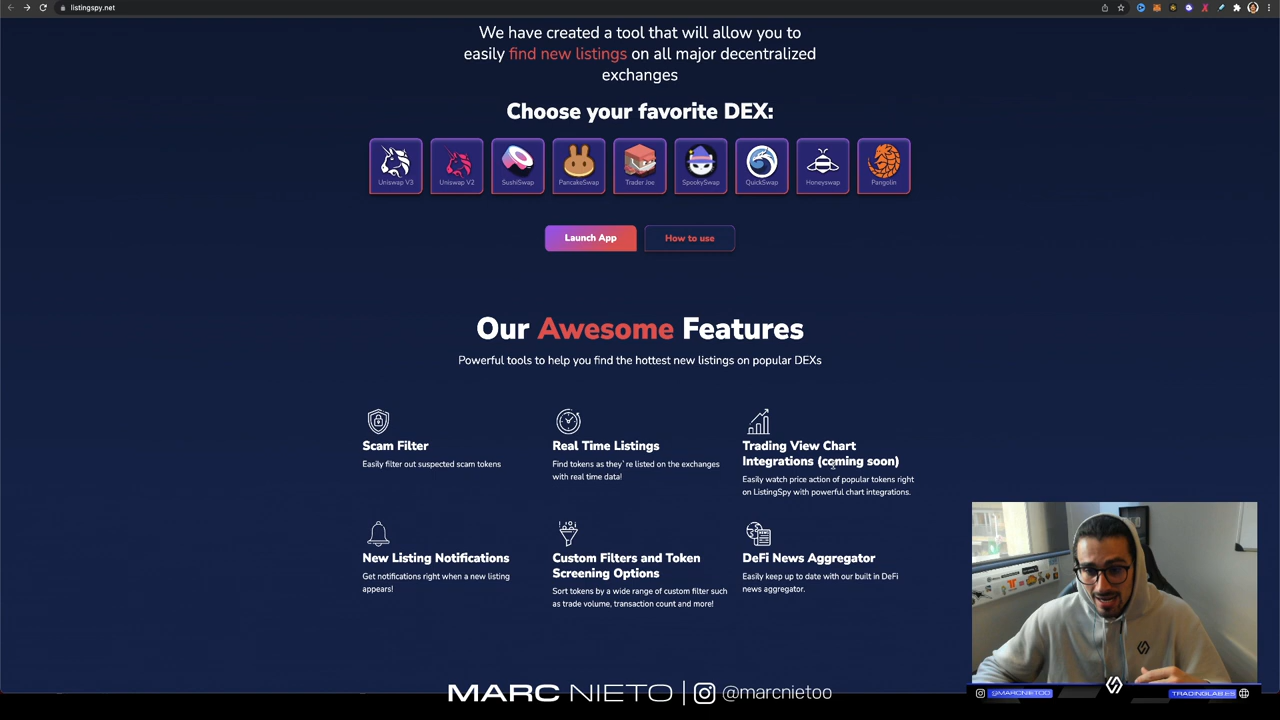 listingspy.net
We have created a tool that will allow you to
easily find new listings on all major decentralized
exchanges
Choose your favorite DEX:
Uniswap V3
Uniswap V2
SushiSwap
PancakeSwap
Trader Joe
SpookySwap
QuickSwap
Honeyswap
Pangolin
Launch App
How to use
Our Awesome Features
Powerful tools to help you find the hottest new listings on popular DEXs
Scam Filter
Easily filter out suspected scam tokens
Real Time Listings
Find tokens as they`re listed on the exchanges
with real time data!
Trading View Chart
Integrations (coming soon)
Easily watch price action of popular tokens right
on ListingSpy with powerful chart integrations.
New Listing Notifications
Get notifications right when a new listing
appears!
Custom Filters and Token
Screening Options
Sort tokens by a wide range of custom filter such
as trade volume, transaction count and more!
DeFi News Aggregator
Easily keep up to date with our built in DeFi
news aggregator.
MARC NIETO @marcnietoo
@MARCNIETOO
TRADINGLAB.ES